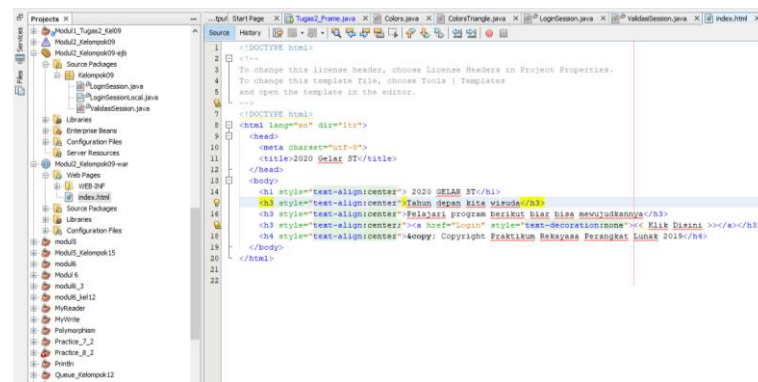 Projects
Services
Files
Modul1_Tugas2_Kel09
Modul2_Kelompok09
Modul2_Kelompok09-ejb
Source Packages
Kelompok09
LoginSession.java
LoginSessionLocal.java
ValdasiSession.java
Libraries
Enterprise Beans
Configuration Files
Server Resources
Modul2_Kelompok09-war
Web Pages
WEB-INF
index.html
Source Packages
Libraries
Configuration Files
modul5
Modul5_Kelompok15
modul6
Modul 6
modul6_3
modul6_kel12
MyReader
MyWrite
Polymorphism
Practice_7_2
Practice_8_2
Println
Queue_Kelompok12
...tput Start Page Tugas2_Frame.java Colors.java ColorsTriangle.java LoginSession.java ValdasiSession.java index.html
Source History
1 <!DOCTYPE html>
2 <!--
3 To change this license header, choose License Headers in Project Properties.
4 To change this template file, choose Tools | Templates
5 and open the template in the editor.
-->
7 <!DOCTYPE html>
8 <html lang="en" dir="ltr">
9 <head>
10 <meta charset="utf-8">
11 <title>2020 Gelar ST</title>
12 </head>
13 <body>
14 <h1 style="text-align:center"> 2020 GELAR ST</h1>
<h3 style="text-align:center">Tahun depan kita wisuda</h3>
16 <h3 style="text-align:center">Pelajari program berikut biar bisa mewujudkannya</h3>
<h3 style="text-align:center;"><a href="Login" style="text-decoration:none"><< Klik Disini >></a></h3
18 <h4 style="text-align:center">&copy; Copyright Praktikum Rekayasa Perangkat Lunak 2019</h4>
19 </body>
20 </html>
21
22